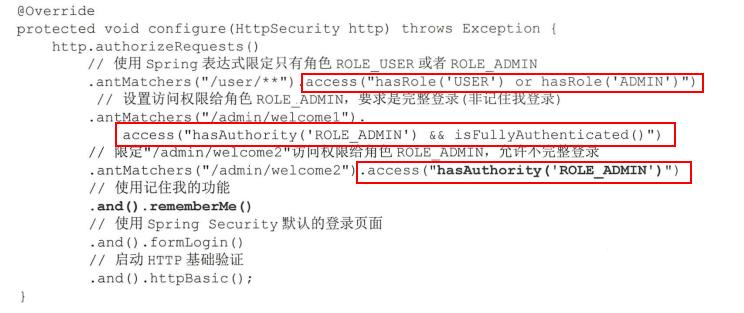 @Override
protected void configure(HttpSecurity http) throws Exception {
http.authorizeRequests()
// 使用 Spring 表达式限定只有角色 ROLE_USER 或者 ROLE_ADMIN
.antMatchers("/user/**").access("hasRole('USER') or hasRole('ADMIN')")
// 设置访问权限给角色 ROLE_ADMIN，要求是完整登录(非记住我登录)
.antMatchers("/admin/welcome1").
access("hasAuthority('ROLE_ADMIN') && isFullyAuthenticated()")
// 限定"/admin/welcome2"访问权限给角色 ROLE_ADMIN，允许不完整登录
.antMatchers("/admin/welcome2").access("hasAuthority('ROLE_ADMIN')")
// 使用记住我的功能
.and().rememberMe()
// 使用 Spring Security 默认的登录页面
.and().formLogin()
// 启动 HTTP 基础验证
.and().httpBasic();
}